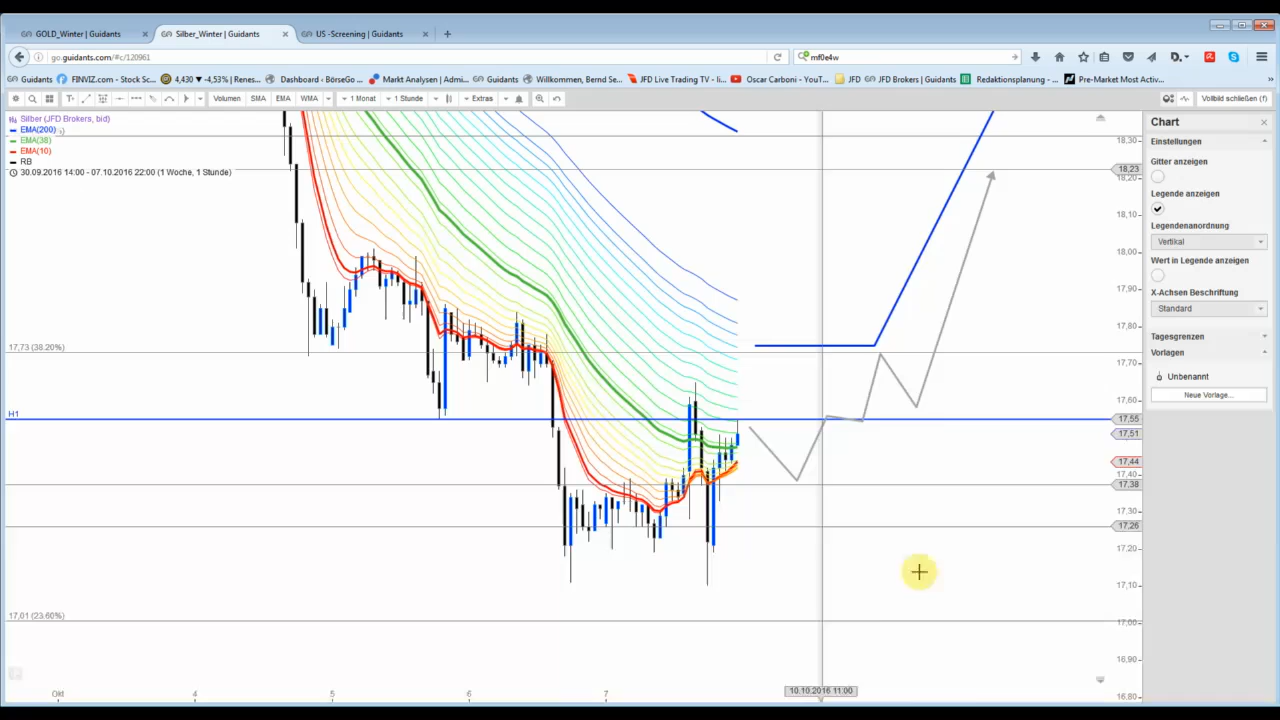 GOLD_Winter | Guidants
Silber_Winter | Guidants
US -Screening | Guidants
go.guidants.com/#c/120961
mf0e4w
Guidants
FINVIZ.com - Stock Sc...
4,430 ▾ -4,53% | Renes...
Dashboard - BörseGo ...
Markt Analysen | Admi...
Guidants
Willkommen, Bernd Se...
JFD Live Trading TV - li...
Oscar Carboni - YouT...
JFD
JFD Brokers | Guidants
Redaktionsplanung - ...
Pre-Market Most Activ...
Volumen
SMA
EMA
WMA
1 Monat
1 Stunde
Extras
Vollbild schließen (f)
Silber (JFD Brokers, bid)
EMA(200)
EMA(38)
EMA(10)
RB
30.09.2016 14:00 - 07.10.2016 22:00 (1 Woche, 1 Stunde)
17,73 (38.20%)
H1
17,01 (23.60%)
18,30
18,23
18,20
18,10
18,00
17,90
17,80
17,70
17,60
17,55
17,51
17,44
17,40
17,38
17,30
17,26
17,20
17,10
17,00
16,90
16,80
Okt
4
5
6
7
10.10.2016 11:00
Chart
Einstellungen
Gitter anzeigen
Legende anzeigen
Legendenanordnung
Vertikal
Wert in Legende anzeigen
X-Achsen Beschriftung
Standard
Tagesgrenzen
Vorlagen
Unbenannt
Neue Vorlage...